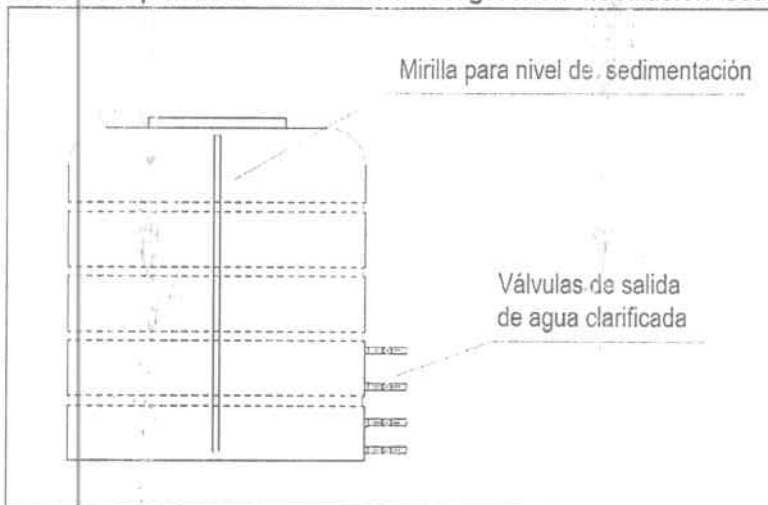 Mirilla para nivel de sedimentación
Válvulas de salida
de agua clarificada